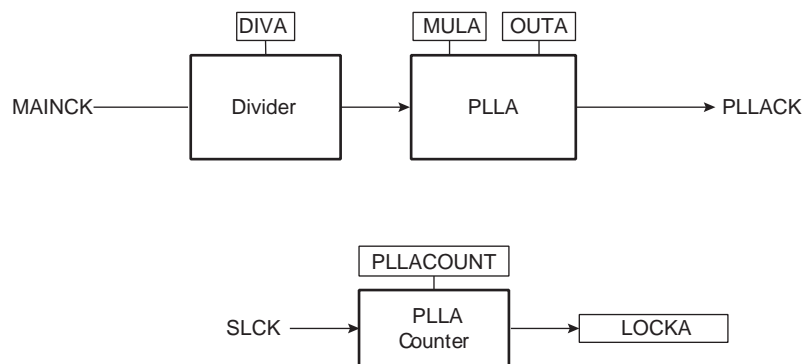 DIVA
MULA
OUTA
MAINCK
Divider
PLLA
PLLACK
PLLACOUNT
SLCK
PLLA
Counter
LOCKA